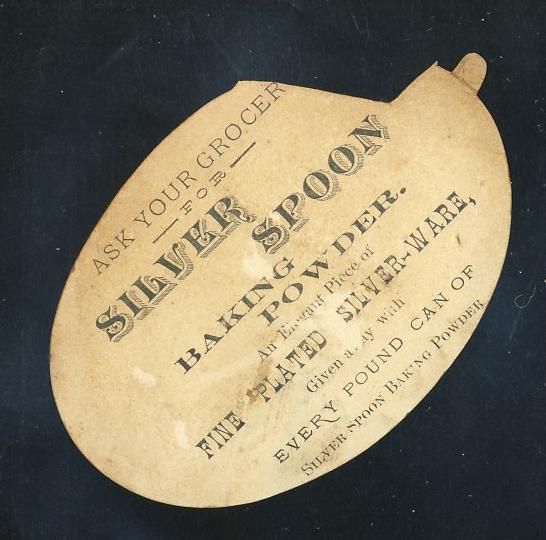 ASK YOUR GROCER
— FOR —
SILVER SPOON
BAKING
POWDER.
An Elegant Piece of
FINE PLATED SILVER-WARE,
Given away with
EVERY POUND CAN OF
SILVER SPOON BAKING POWDER